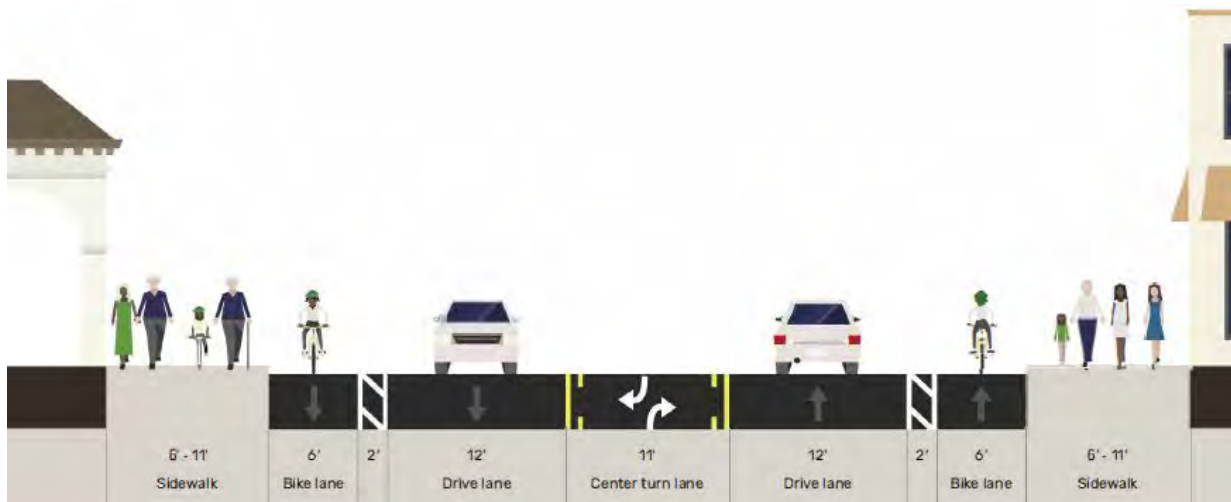 6' - 11' 6' 2' 12' 11' 12' 2' 6' 6' - 11'
Sidewalk Bike lane Drive lane Center turn lane Drive lane Bike lane Sidewalk